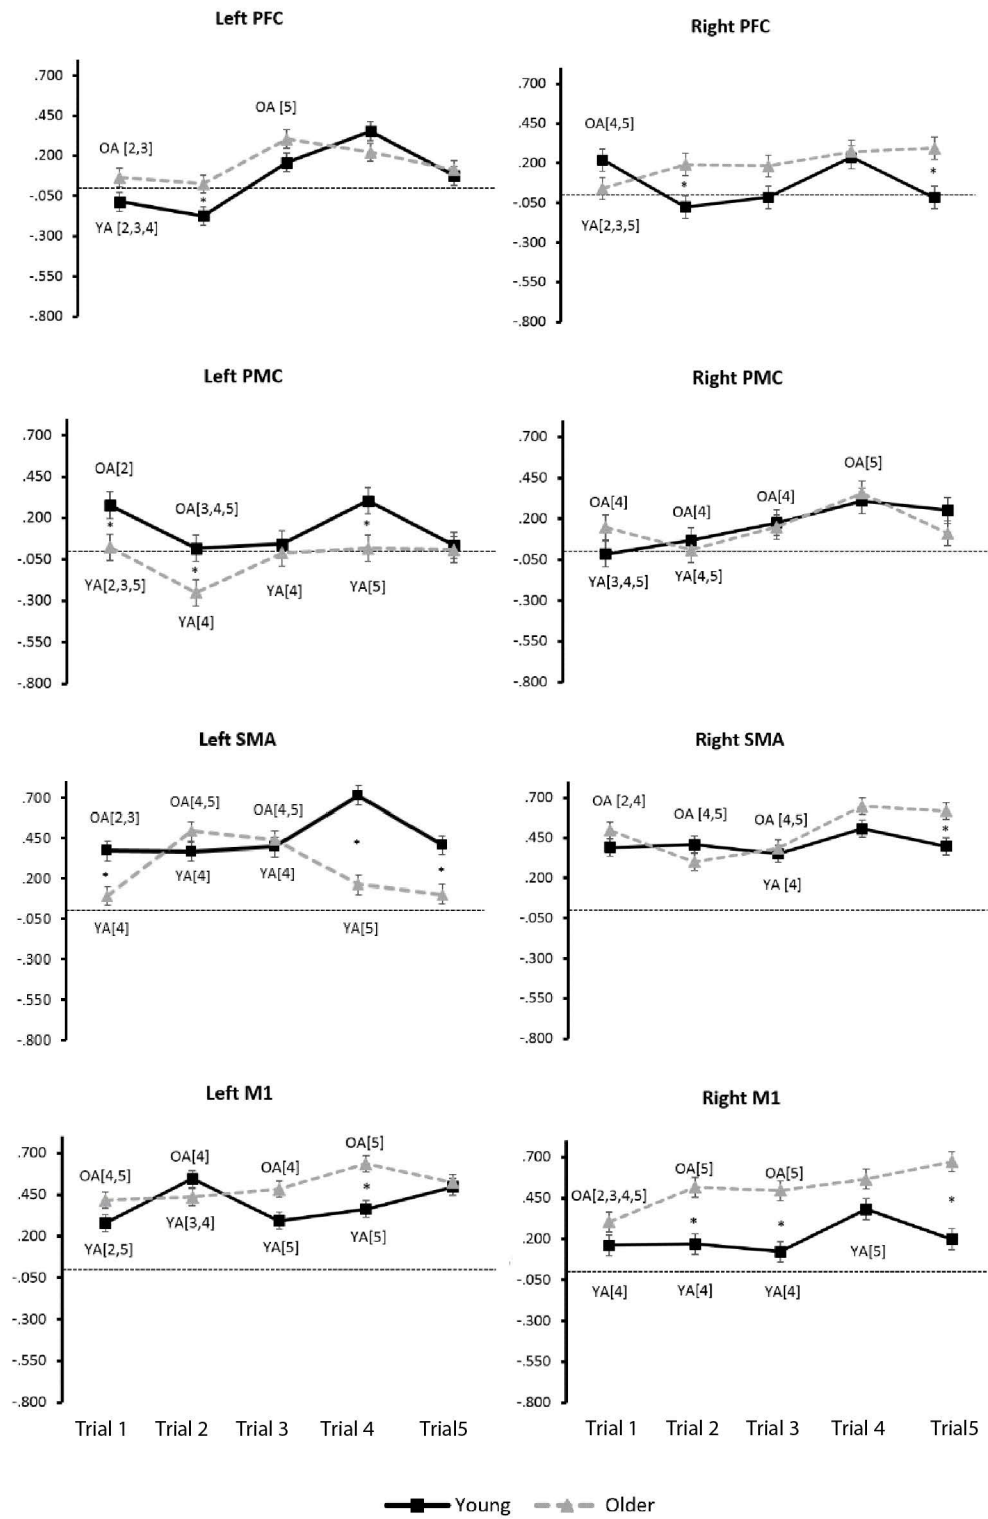 Left PFC
.700
.450
.200
-.050
-.300
-.550
-.800
OA [2,3]
OA [5]
*
YA [2,3,4]
Right PFC
.700
.450
.200
-.050
-.300
-.550
-.800
OA[4,5]
*
*
YA[2,3,5]
Left PMC
.700
.450
.200
-.050
-.300
-.550
-.800
OA[2]
OA[3,4,5]
*
*
*
YA[2,3,5]
YA[4]
YA[4]
YA[5]
Right PMC
.700
.450
.200
-.050
-.300
-.550
-.800
OA[4]
OA[4]
OA[4]
OA[5]
YA[3,4,5]
YA[4,5]
Left SMA
.700
.450
.200
-.050
-.300
-.550
-.800
OA[2,3]
OA[4,5]
OA[4,5]
*
*
*
YA[4]
YA[4]
YA[4]
YA[5]
Right SMA
.700
.450
.200
-.050
-.300
-.550
-.800
OA [2,4]
OA [4,5]
OA [4,5]
*
YA [4]
Left M1
.700
.450
.200
-.050
-.300
-.550
-.800
OA[4,5]
OA[4]
OA[4]
OA[5]
*
YA[2,5]
YA[3,4]
YA[5]
YA[5]
Trial 1 Trial 2 Trial 3 Trial 4 Trial5
Right M1
.700
.450
.200
-.050
-.300
-.550
-.800
OA[2,3,4,5]
OA[5]
OA[5]
*
*
*
YA[4]
YA[4]
YA[4]
YA[5]
Trial 1 Trial 2 Trial 3 Trial 4 Trial5
Young Older